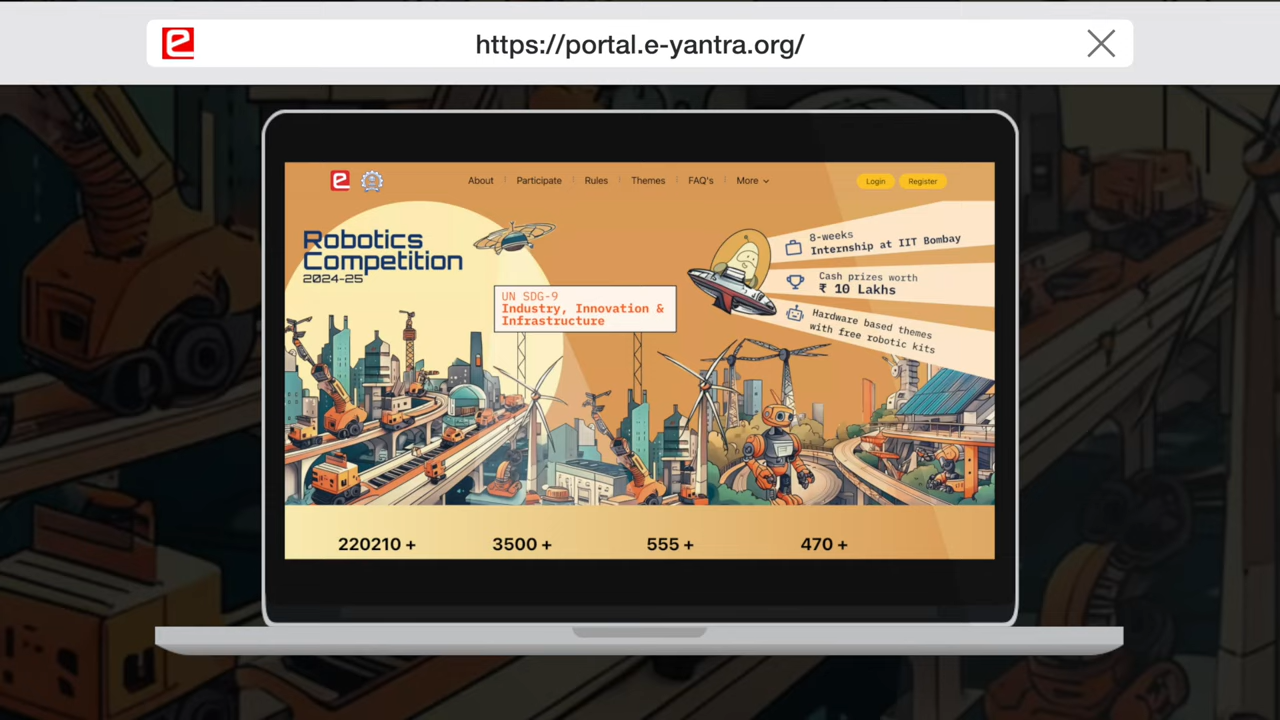 https://portal.e-yantra.org/
e
About Participate Rules Themes FAQ's More
Login Register
Robotics
Competition
2024-25
UN SDG-9
Industry, Innovation &
Infrastructure
8-weeks
Internship at IIT Bombay
Cash prizes worth
₹ 10 Lakhs
Hardware based themes
with free robotic kits
220210 + 3500 + 555 + 470 +